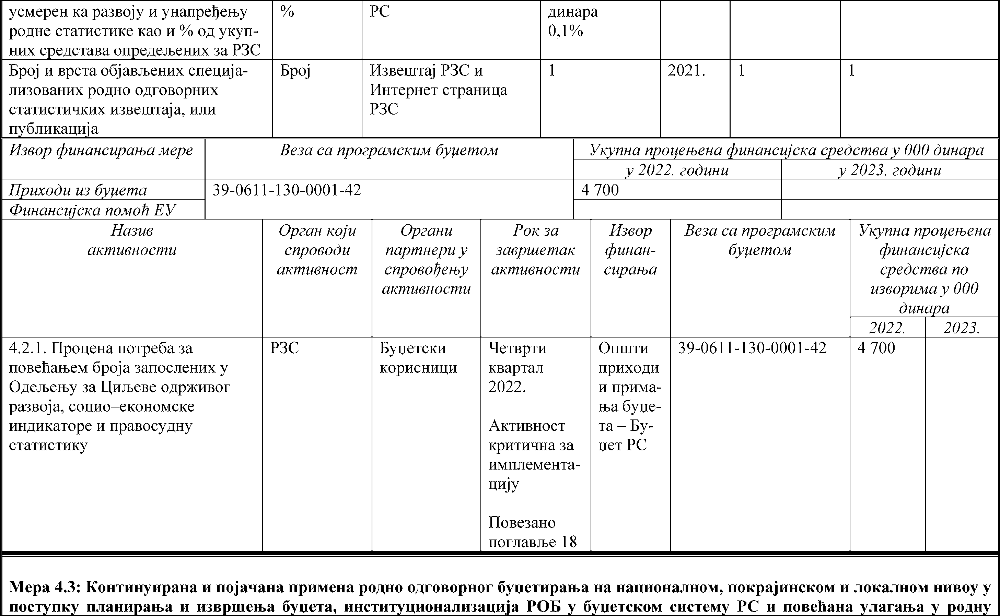 усмерен ка развоју и унапређењу % РС динара
родне статистике као и % од укуп- 0,1%
них средстава опредељених за РЗС
Број и врста објављених специја- Број Извештај РЗС и 1 2021. 1 1
лизованих родно одговорних Интернет страница
статистичких извештаја, или РЗС
публикација
Извор финансирања мере Веза са програмским буџетом Укупна процењена финансијска средства у 000 динара
у 2022. години у 2023. години
Приходи из буџета 39-0611-130-0001-42 4 700
Финансијска помоћ ЕУ
Назив Орган који Органи Рок за Извор Веза са програмским Укупна процењена
активности спроводи партнери у завршетак финан- буџетом финансијска
активност спровођењу активности сирања средства по
активности изворима у 000
динара
2022. 2023.
4.2.1. Процена потреба за РЗС Буџетски Четврти Општи 39-0611-130-0001-42 4 700
повећањем броја запослених у корисници квартал приходи
Одељењу за Циљеве одрживог 2022. и прима-
развоја, социо–економске ња буџе-
индикаторе и правосудну Активност та – Бу-
статистику критична за џет РС
имплемента-
цију
Повезано
поглавље 18
Мера 4.3: Континуирана и појачана примена родно одговорног буџетирања на националном, покрајинском и локалном нивоу у
поступку планирања и извршења буџета, институционализација РОБ у буџетском систему РС и повећана улагања у родну